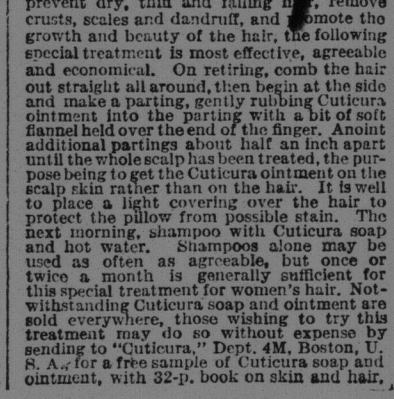 prevent dry, thin and falling remove
crusts, scales and dandruff, and promote the
growth and beauty of the hair, the following
special treatment is most effective, agreeable
and economical. On retiring, comb the hair
out straight all around, then begin at the side
and make a parting, gently rubbing Cuticura
ointment into the parting with a bit of soft
flannel held over the end of the finger. Anoint
additional partings about half an inch apart
until the whole scalp has been treated, the pur-
pose being to get the Cuticura ointment on the
scalp skin rather than on the hair. It is well
to place a light covering over the hair to
protect the pillow from possible stain. The
next morning, shampoo with Cuticura soap
and hot water. Shampoos alone may be
used as often as agreeable, but once or
twice a month is generally sufficient for
this special treatment for women's hair. Not-
withstanding Cuticura soap and ointment are
sold everywhere, those wishing to try this
treatment may do so without expense by
sending to "Cuticura," Dept. 4M, Boston, U.
S. A., for a free sample of Cuticura soap and
ointment, with 32-p. book on skin and hair.